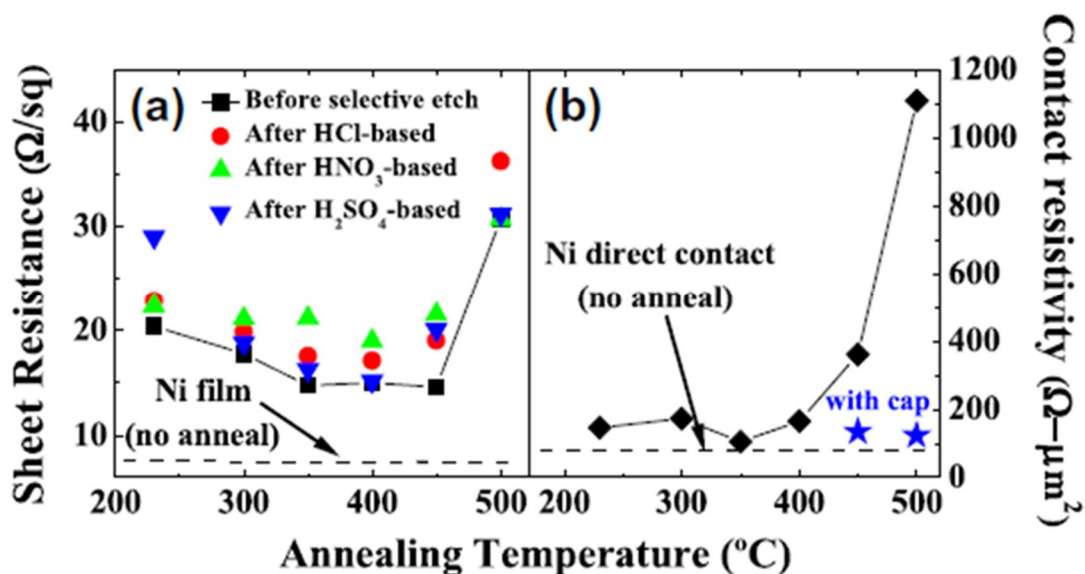 Sheet Resistance (Ω/sq)
40
30
20
10
(a)
Before selective etch
After HCl-based
After HNO₃-based
After H₂SO₄-based
Ni film
(no anneal)
200 300 400 500
(b)
Ni direct contact
(no anneal)
with cap
200 300 400 500
1200
1000
800
600
400
200
0
Contact resistivity (Ω–μm²)
Annealing Temperature (ºC)